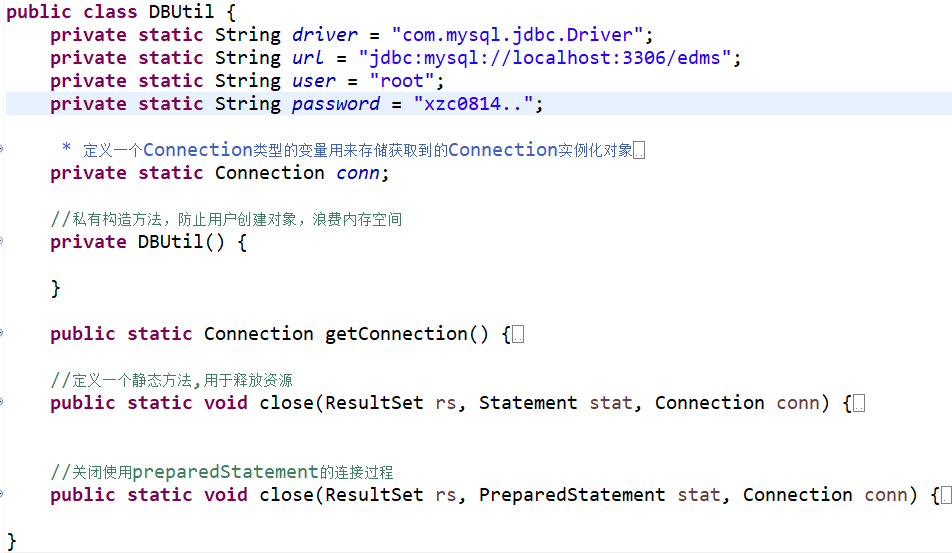 public class DBUtil {
private static String driver = "com.mysql.jdbc.Driver";
private static String url = "jdbc:mysql://localhost:3306/edms";
private static String user = "root";
private static String password = "xzc0814..";
* 定义一个Connection类型的变量用来存储获取到的Connection实例化对象
private static Connection conn;
//私有构造方法，防止用户创建对象，浪费内存空间
private DBUtil() {
}
public static Connection getConnection() {
//定义一个静态方法,用于释放资源
public static void close(ResultSet rs, Statement stat, Connection conn) {
//关闭使用preparedStatement的连接过程
public static void close(ResultSet rs, PreparedStatement stat, Connection conn) {
}